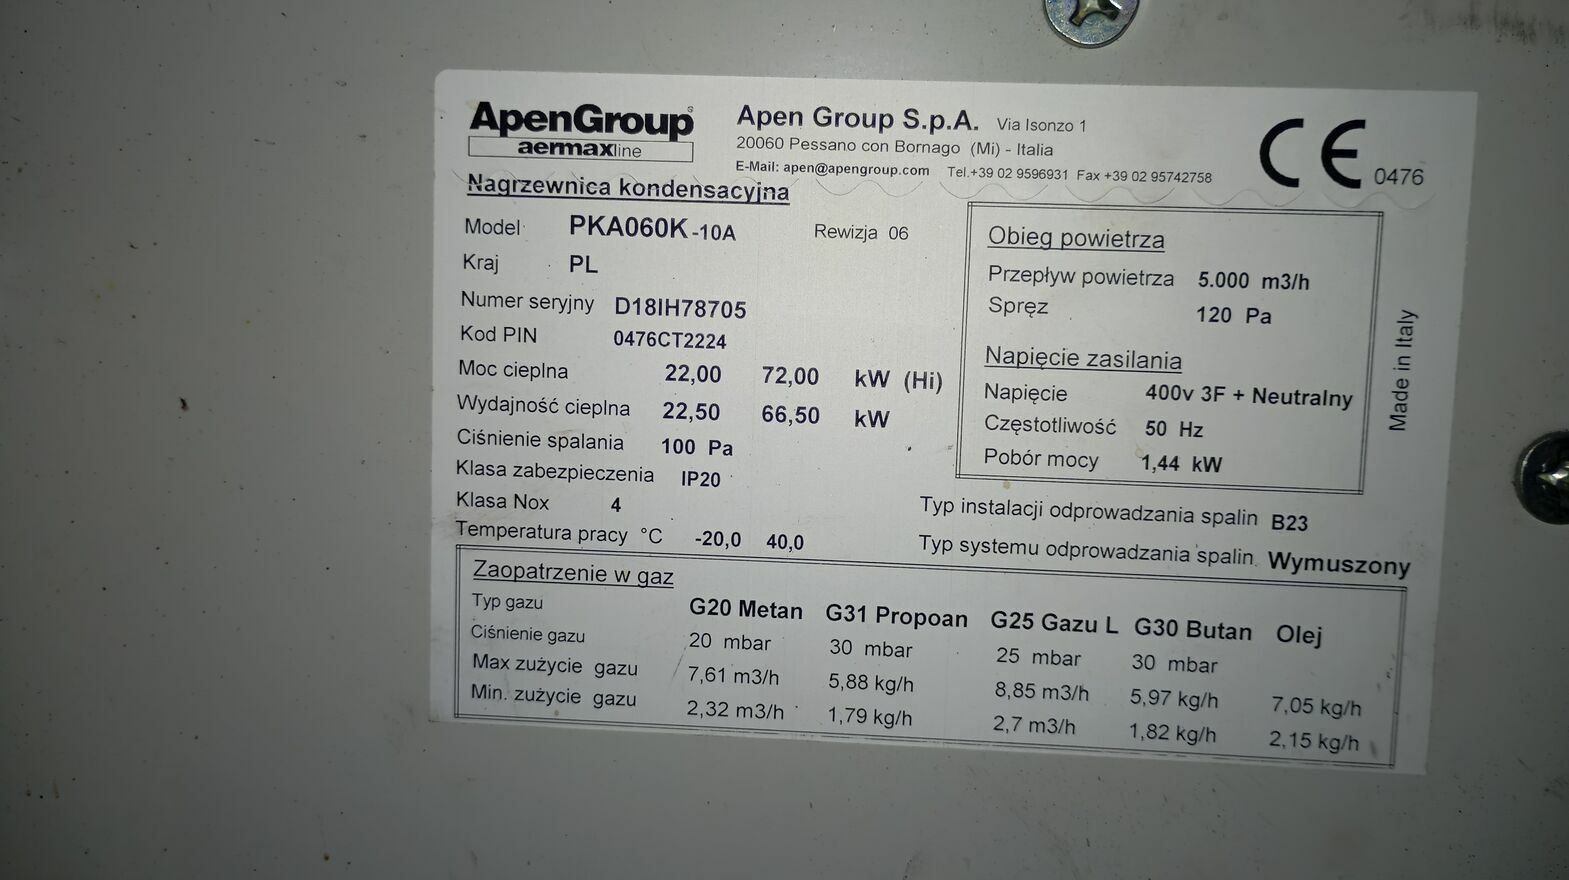 ApenGroup
aermaxline
Apen Group S.p.A. Via Isonzo 1
20060 Pessano con Bornago (Mi) - Italia
E-Mail: apen@apengroup.com Tel.+39 02 9596931 Fax +39 02 95742758
CE 0476
Nagrzewnica kondensacyjna
Model PKA060K-10A Rewizja 06
Kraj PL
Numer seryjny D18IH78705
Kod PIN 0476CT2224
Moc cieplna 22,00 72,00 kW (Hi)
Wydajność cieplna 22,50 66,50 kW
Ciśnienie spalania 100 Pa
Klasa zabezpieczenia IP20
Klasa Nox 4
Temperatura pracy °C -20,0 40,0
Obieg powietrza
Przepływ powietrza 5.000 m3/h
Spręz 120 Pa
Napięcie zasilania
Napięcie 400v 3F + Neutralny
Częstotliwość 50 Hz
Pobór mocy 1,44 kW
Made in Italy
Typ instalacji odprowadzania spalin B23
Typ systemu odprowadzania spalin. Wymuszony
Zaopatrzenie w gaz
Typ gazu G20 Metan G31 Propoan G25 Gazu L G30 Butan Olej
Ciśnienie gazu 20 mbar 30 mbar 25 mbar 30 mbar
Max zużycie gazu 7,61 m3/h 5,88 kg/h 8,85 m3/h 5,97 kg/h 7,05 kg/h
Min. zużycie gazu 2,32 m3/h 1,79 kg/h 2,7 m3/h 1,82 kg/h 2,15 kg/h